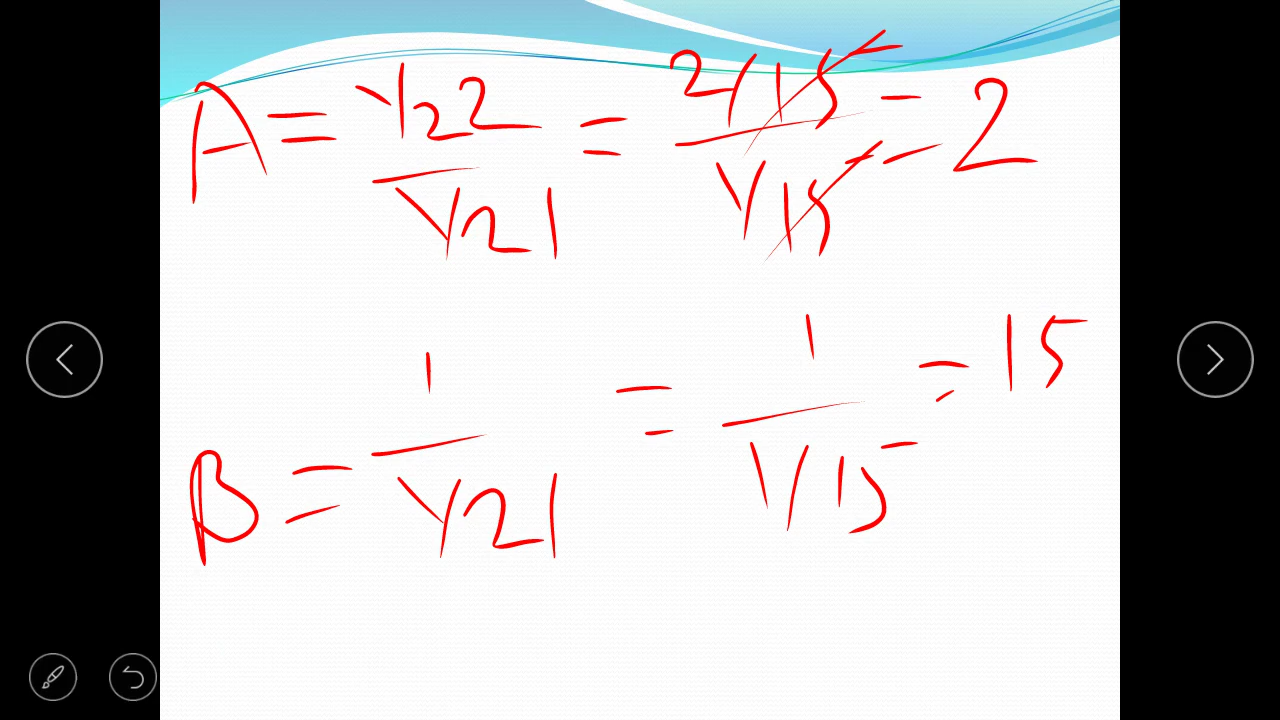 A = Y22 / Y21 = 2/15 / 1/15 = 2
B = 1 / Y21 = 1 / 1/15 = 15